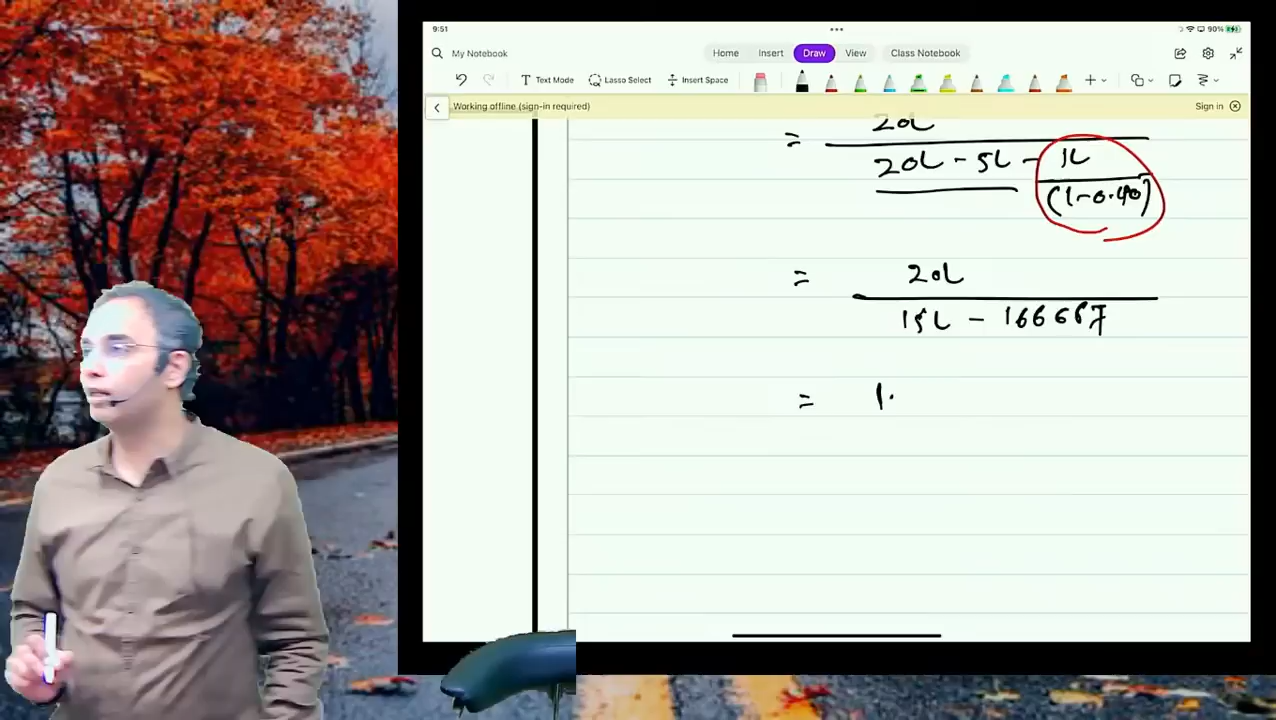 9:51
90%
My Notebook
Home Insert Draw View Class Notebook
Text Mode Lasso Select Insert Space
Working offline (sign-in required) Sign in
= 20L
20L - 5L - 1L
(1-0.40)
= 20L
15L - 166667
= 1.